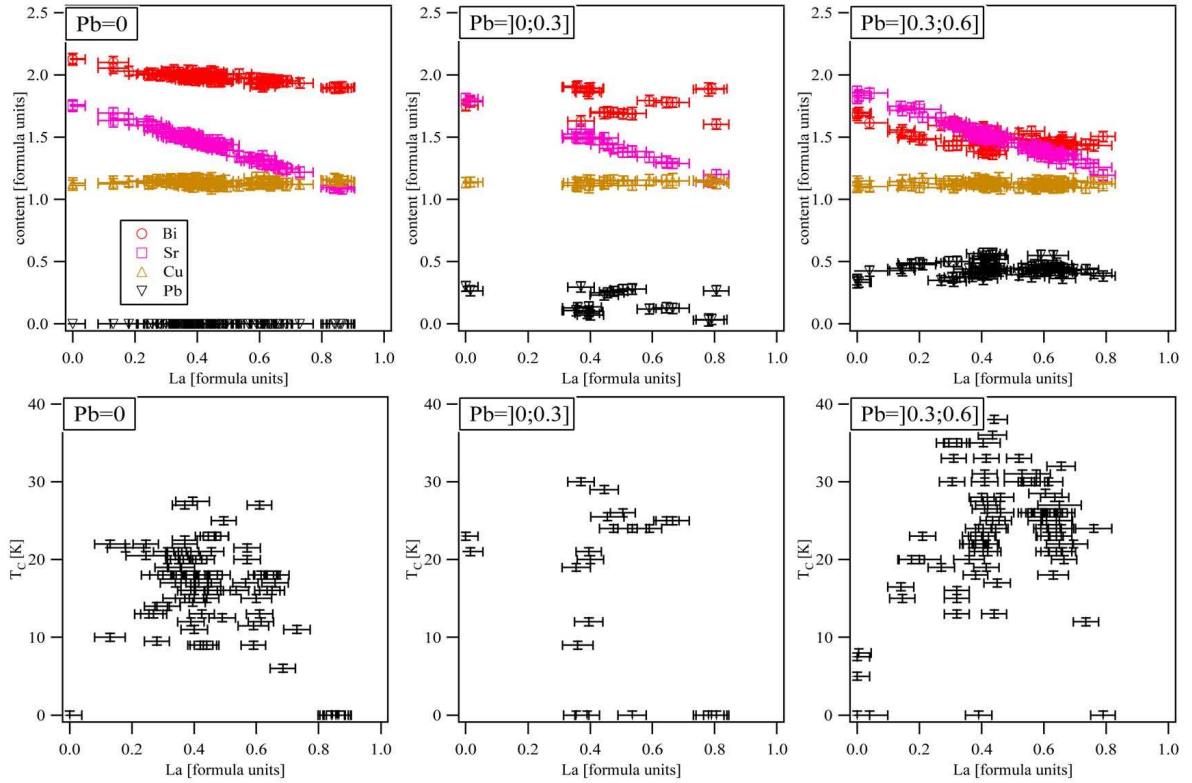 Pb=0
Pb=]0;0.3]
Pb=]0.3;0.6]
2.5
2.0
1.5
1.0
0.5
0.0
content [formula units]
Bi
Sr
Cu
Pb
0.0 0.2 0.4 0.6 0.8 1.0
La [formula units]
2.5
2.0
1.5
1.0
0.5
0.0
content [formula units]
0.0 0.2 0.4 0.6 0.8 1.0
La [formula units]
2.5
2.0
1.5
1.0
0.5
0.0
content [formula units]
0.0 0.2 0.4 0.6 0.8 1.0
La [formula units]
Pb=0
Pb=]0;0.3]
Pb=]0.3;0.6]
40
30
20
10
0
T_C [K]
0.0 0.2 0.4 0.6 0.8 1.0
La [formula units]
40
30
20
10
0
T_C [K]
0.0 0.2 0.4 0.6 0.8 1.0
La [formula units]
40
30
20
10
0
T_C [K]
0.0 0.2 0.4 0.6 0.8 1.0
La [formula units]